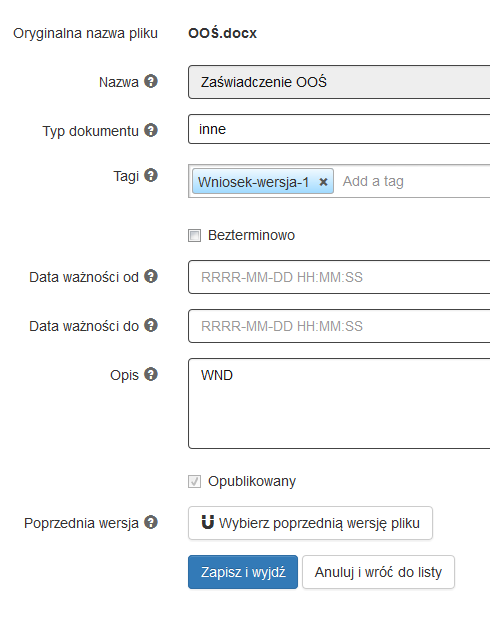 Oryginalna nazwa pliku OOŚ.docx
Nazwa ? Zaświadczenie OOŚ
Typ dokumentu ? inne
Tagi ? Wniosek-wersja-1 × Add a tag
Bezterminowo
Data ważności od ? RRRR-MM-DD HH:MM:SS
Data ważności do ? RRRR-MM-DD HH:MM:SS
Opis ? WND
Opublikowany
Poprzednia wersja ? Wybierz poprzednią wersję pliku
Zapisz i wyjdź Anuluj i wróć do listy